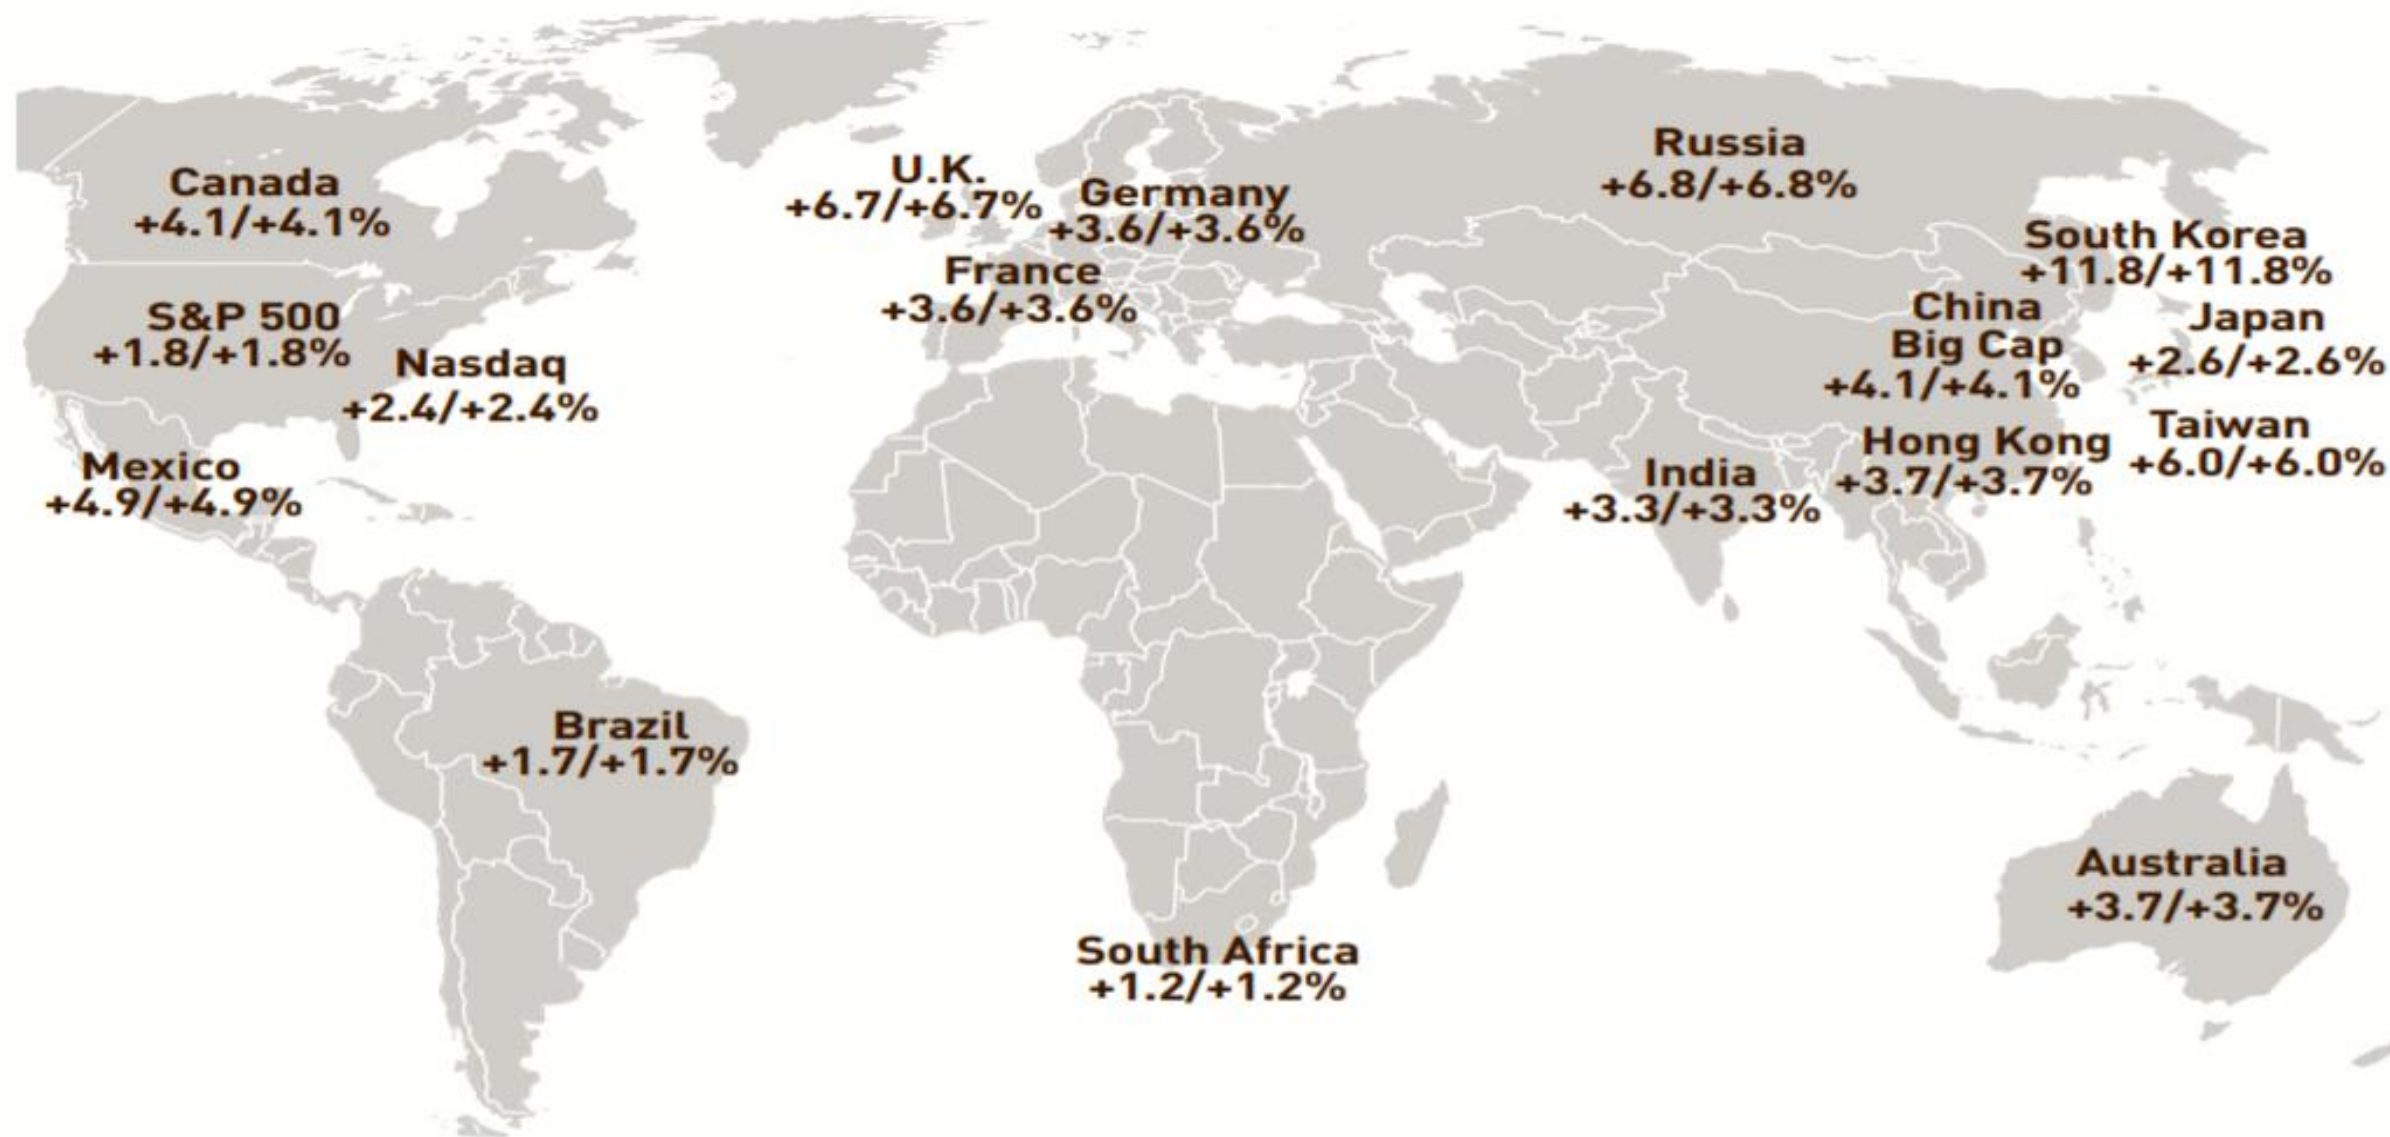 Canada
+4.1/+4.1%
S&P 500
+1.8/+1.8%
Nasdaq
+2.4/+2.4%
Mexico
+4.9/+4.9%
Brazil
+1.7/+1.7%
U.K.
+6.7/+6.7%
Germany
+3.6/+3.6%
France
+3.6/+3.6%
South Africa
+1.2/+1.2%
Russia
+6.8/+6.8%
South Korea
+11.8/+11.8%
China
Big Cap
+4.1/+4.1%
Japan
+2.6/+2.6%
Taiwan
+6.0/+6.0%
Hong Kong
+3.7/+3.7%
India
+3.3/+3.3%
Australia
+3.7/+3.7%